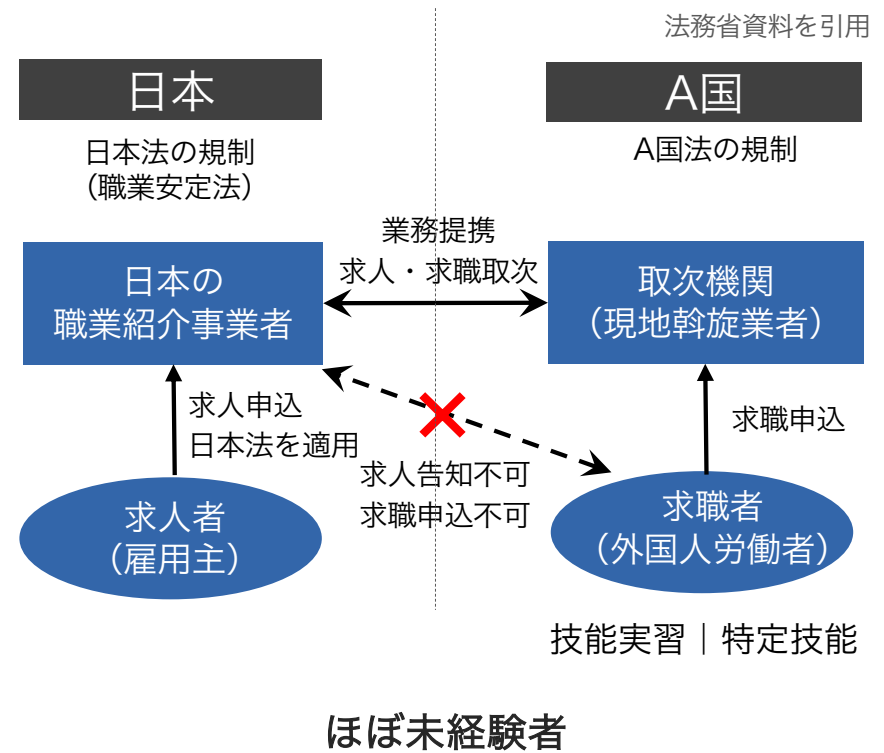 法務省資料を引用
日本
A国
日本法の規制
（職業安定法）
A国法の規制
業務提携
求人・求職取次
日本の
職業紹介事業者
取次機関
（現地斡旋業者）
求人申込
日本法を適用
求職申込
求人告知不可
求職申込不可
求人者
（雇用主）
求職者
（外国人労働者）
技能実習｜特定技能
ほぼ未経験者